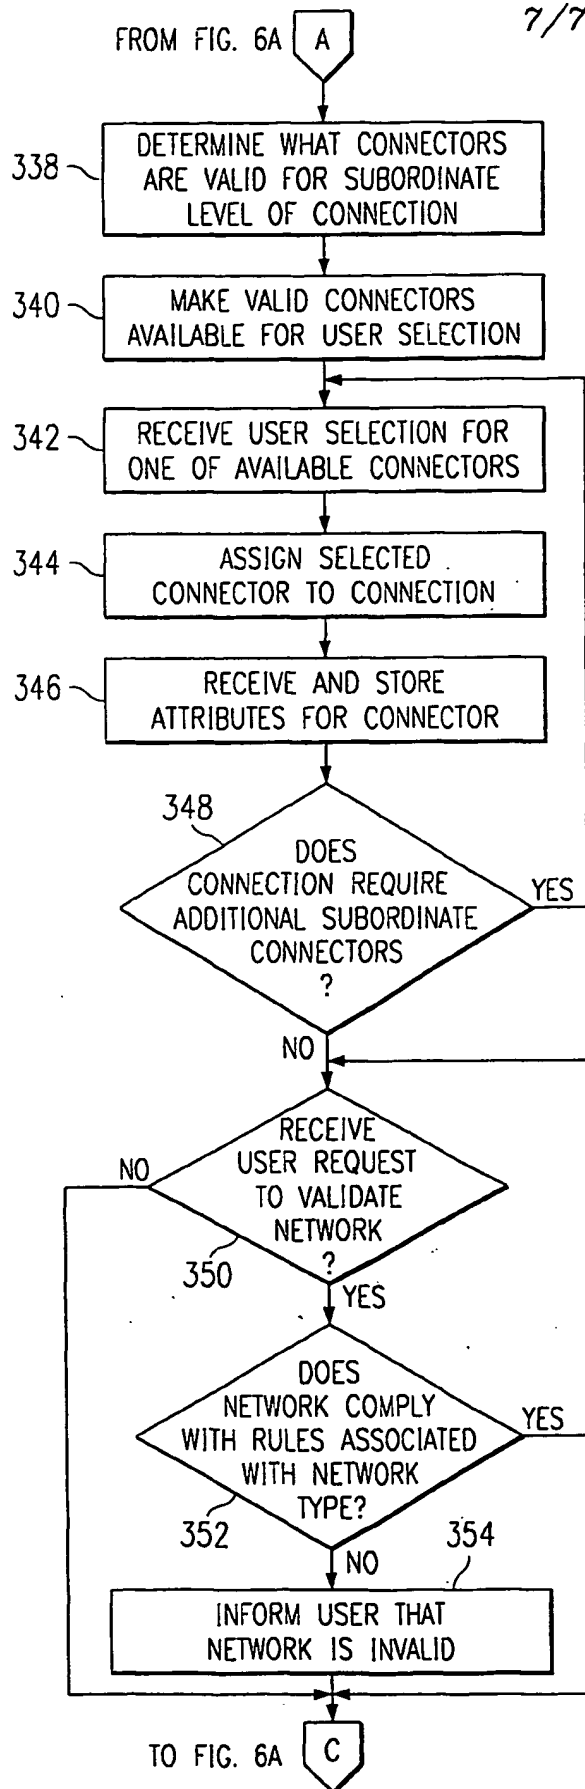 7/7
FROM FIG. 6A
A
338
DETERMINE WHAT CONNECTORS
ARE VALID FOR SUBORDINATE
LEVEL OF CONNECTION
340
MAKE VALID CONNECTORS
AVAILABLE FOR USER SELECTION
342
RECEIVE USER SELECTION FOR
ONE OF AVAILABLE CONNECTORS
344
ASSIGN SELECTED
CONNECTOR TO CONNECTION
346
RECEIVE AND STORE
ATTRIBUTES FOR CONNECTOR
348
DOES
CONNECTION REQUIRE
ADDITIONAL SUBORDINATE
CONNECTORS
?
YES
NO
RECEIVE
USER REQUEST
TO VALIDATE
NETWORK
?
NO
350
YES
DOES
NETWORK COMPLY
WITH RULES ASSOCIATED
WITH NETWORK
TYPE?
YES
352
NO
354
INFORM USER THAT
NETWORK IS INVALID
TO FIG. 6A
C